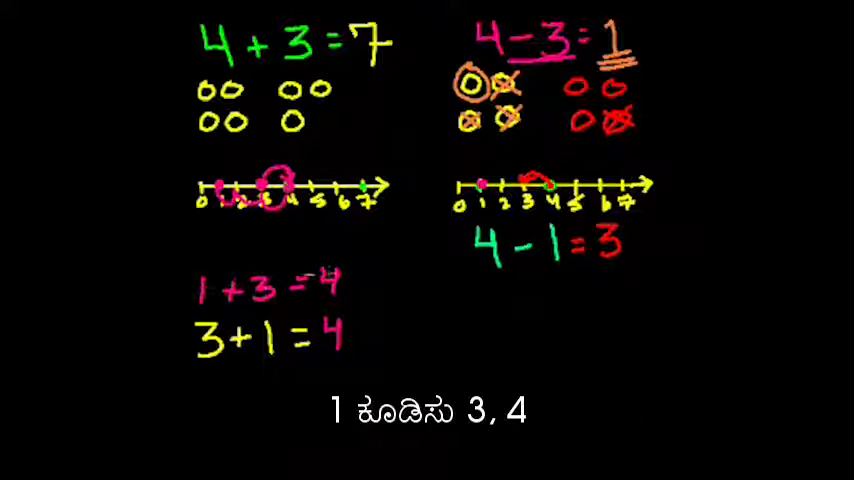 4 + 3 = 7
4 - 3 = 1
0 1 2 3 4 5 6 7
0 1 2 3 4 5 6 7
4 - 1 = 3
1 + 3 = 4
3 + 1 = 4
1 ಕೂಡಿಸು 3, 4